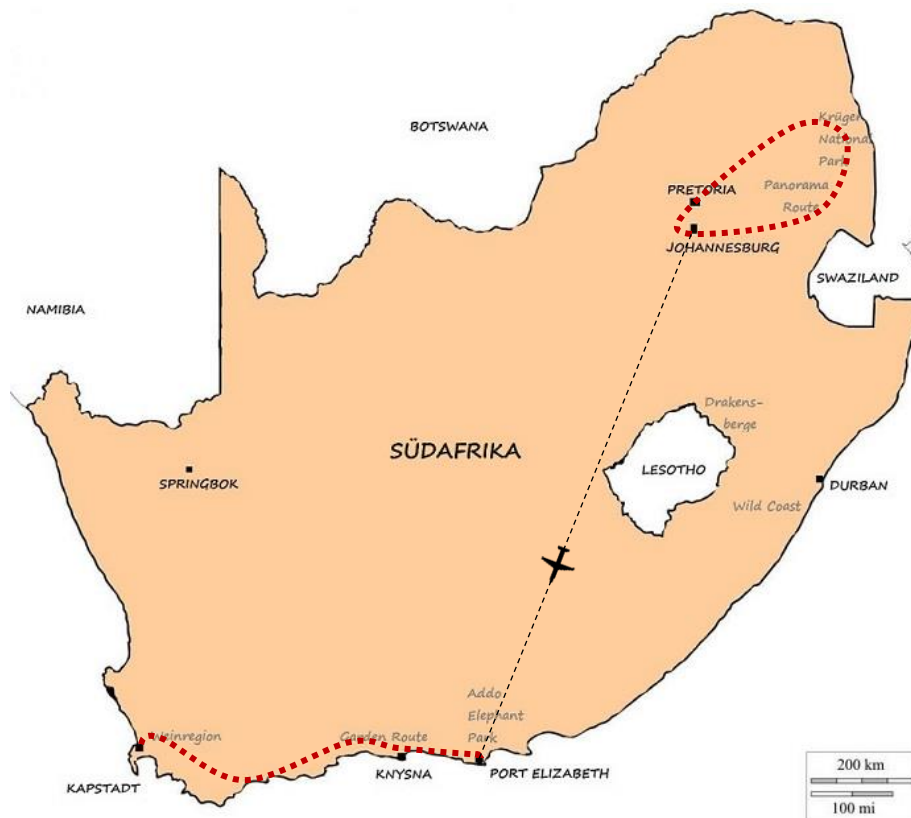 BOTSWANA
Krüger
National
Park
PRETORIA
Panorama
Route
JOHANNESBURG
SWAZILAND
NAMIBIA
Drakens-
berge
SÜDAFRIKA
LESOTHO
SPRINGBOK
DURBAN
Wild Coast
Addo
Elephant
Park
Weinregion
Garden Route
KAPSTADT
KNYSNA
PORT ELIZABETH
200 km
100 mi